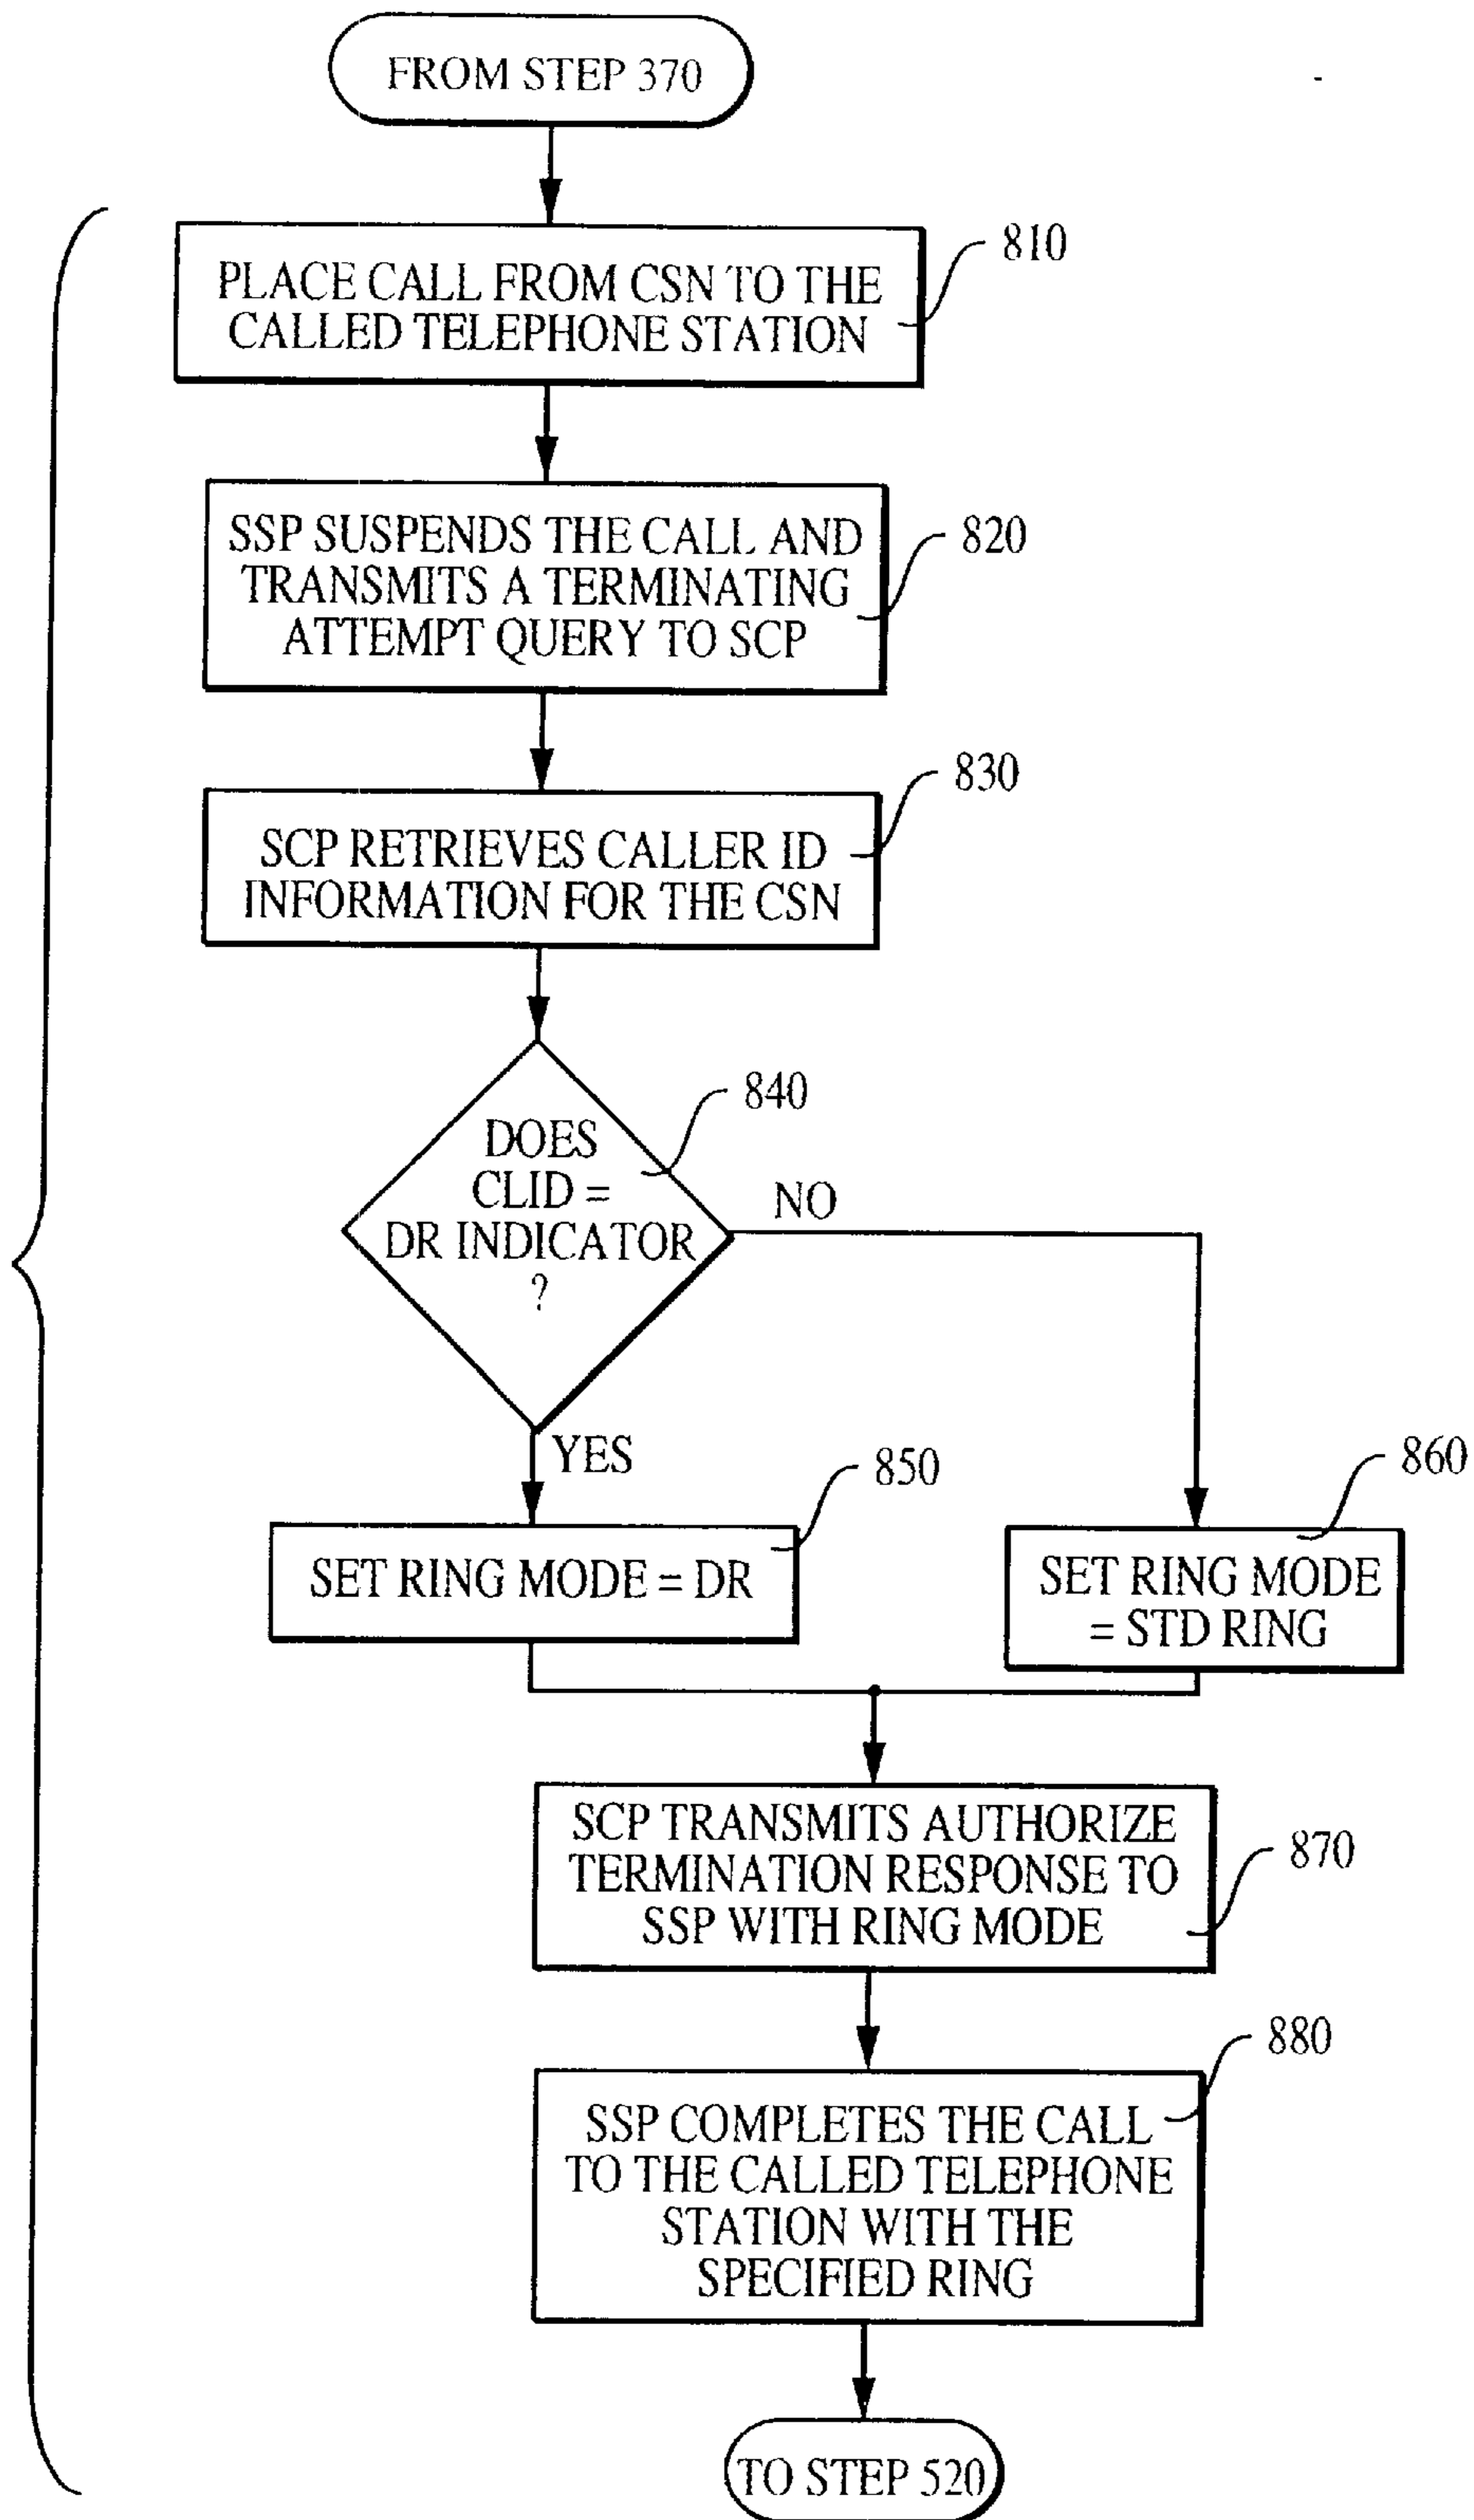 FROM STEP 370
810
PLACE CALL FROM CSN TO THE
CALLED TELEPHONE STATION
820
SSP SUSPENDS THE CALL AND
TRANSMITS A TERMINATING
ATTEMPT QUERY TO SCP
830
SCP RETRIEVES CALLER ID
INFORMATION FOR THE CSN
840
DOES
CLID =
DR INDICATOR
?
NO
YES
850
SET RING MODE = DR
860
SET RING MODE
= STD RING
870
SCP TRANSMITS AUTHORIZE
TERMINATION RESPONSE TO
SSP WITH RING MODE
880
SSP COMPLETES THE CALL
TO THE CALLED TELEPHONE
STATION WITH THE
SPECIFIED RING
TO STEP 520